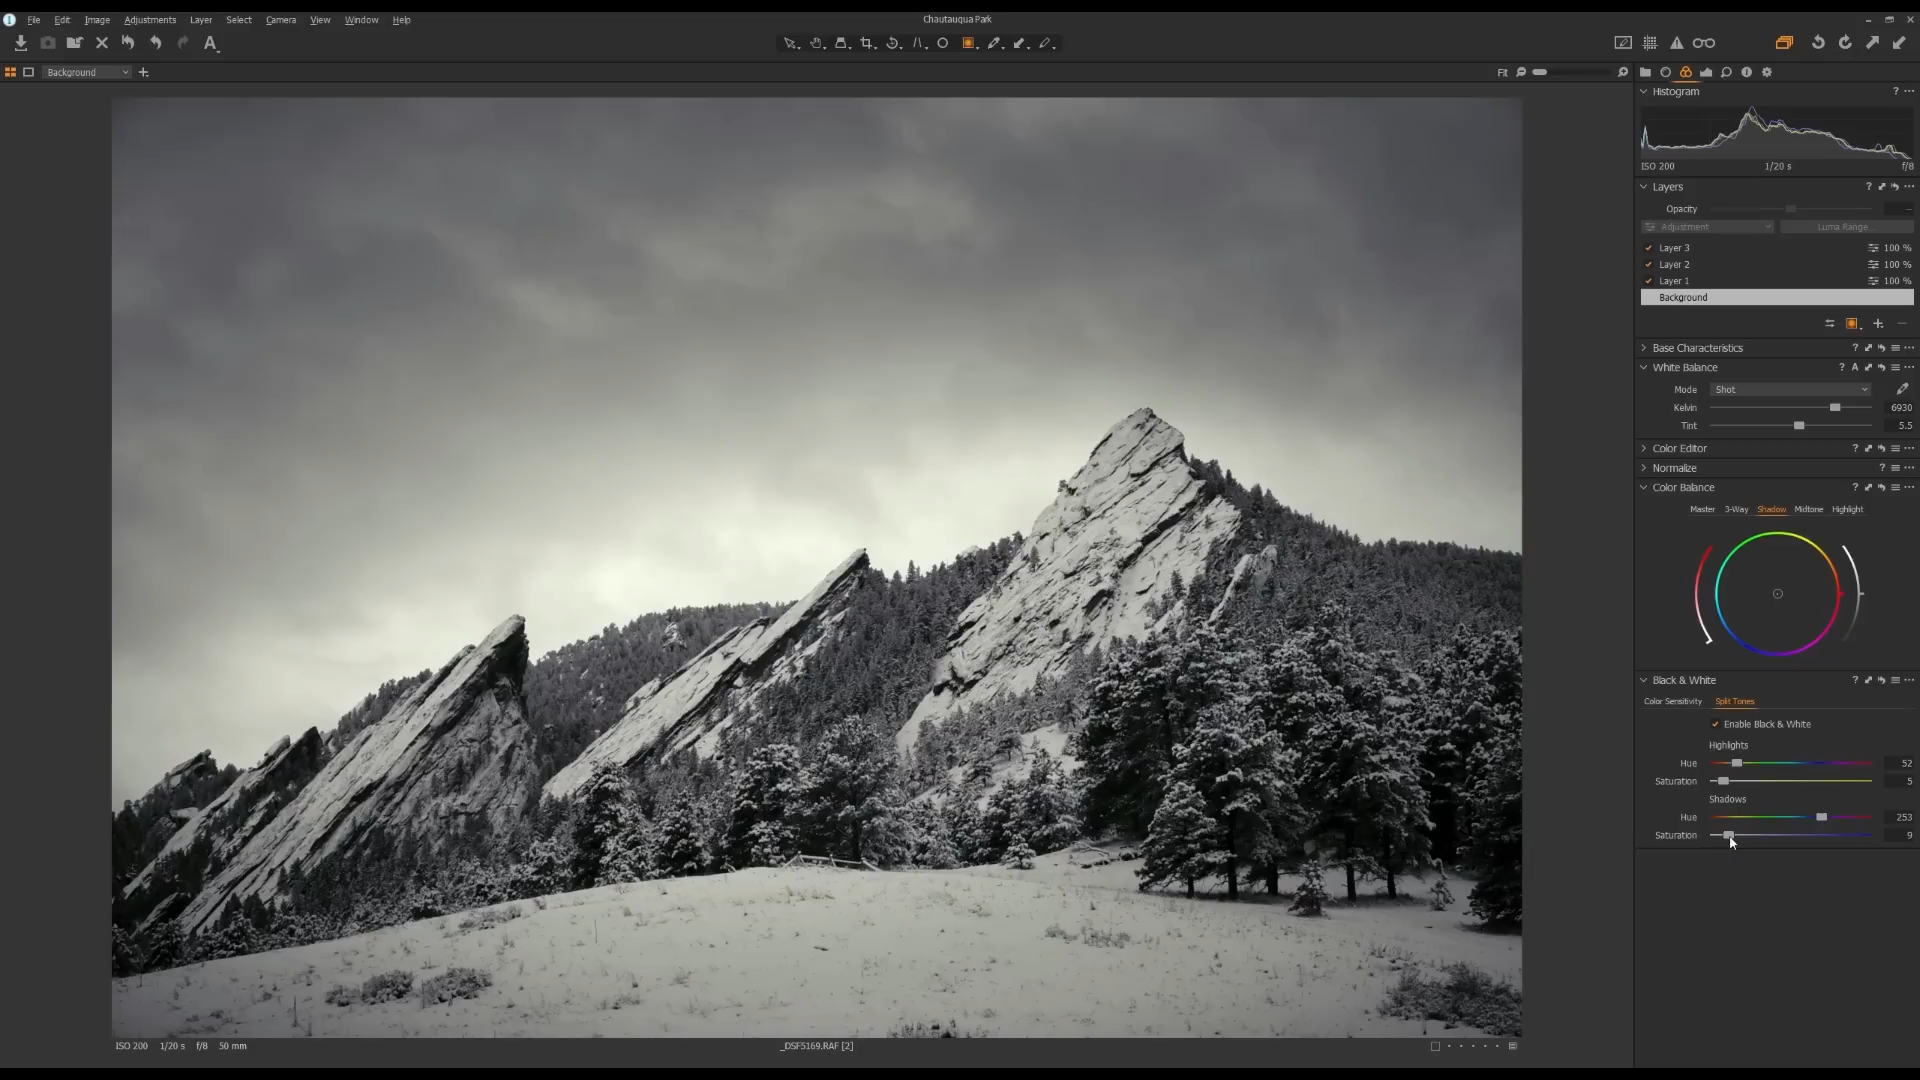 File Edit Image Adjustments Layer Select Camera View Window Help
Chautauqua Park
Background
Fit
Histogram
ISO 200 1/20 s f/8
Layers
Opacity
Adjustment Luma Range...
Layer 3 100 %
Layer 2 100 %
Layer 1 100 %
Background
Base Characteristics
White Balance
Mode Shot
Kelvin 6930
Tint 5.5
Color Editor
Normalize
Color Balance
Master 3-Way Shadow Midtone Highlight
Black & White
Color Sensitivity Split Tones
Enable Black & White
Highlights
Hue 52
Saturation 5
Shadows
Hue 253
Saturation 9
ISO 200 1/20 s f/8 50 mm
_DSF5169.RAF [2]